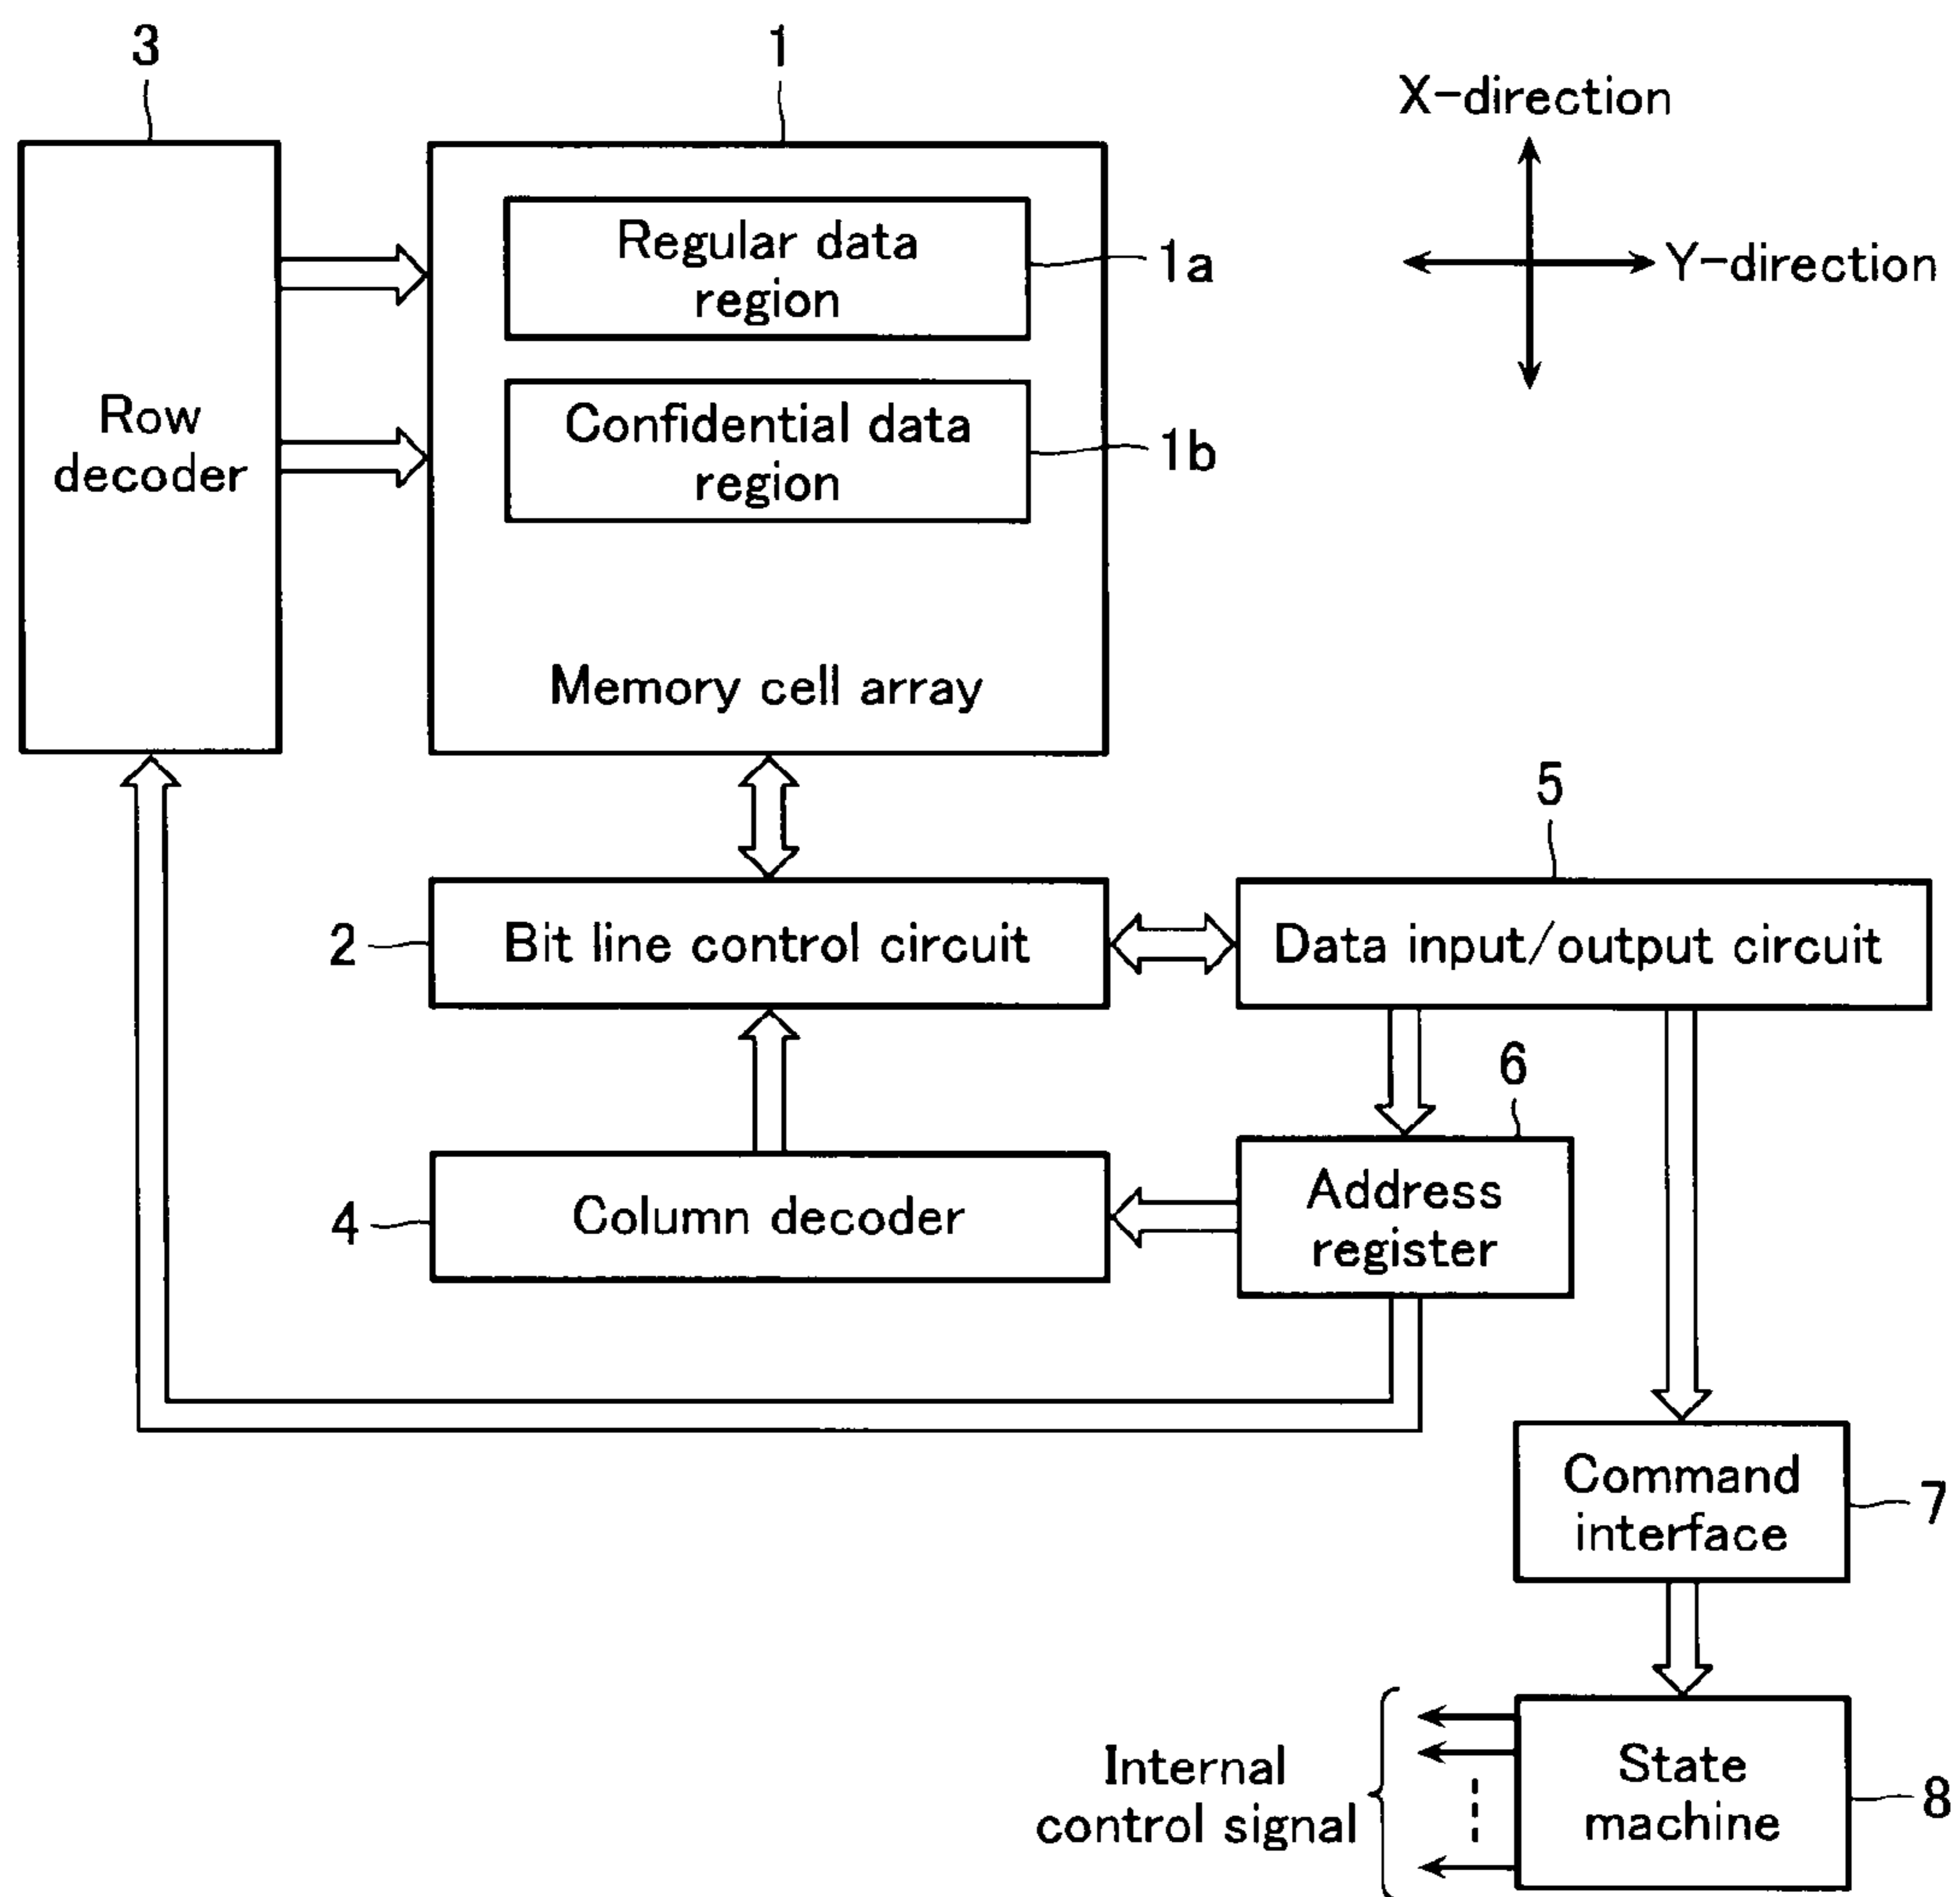 3
1
X-direction
Y-direction
Regular data
region
1a
Confidential data
region
1b
Row
decoder
Memory cell array
5
2
Bit line control circuit
Data input/output circuit
6
4
Column decoder
Address
register
Command
interface
7
Internal
control signal
State
machine
8